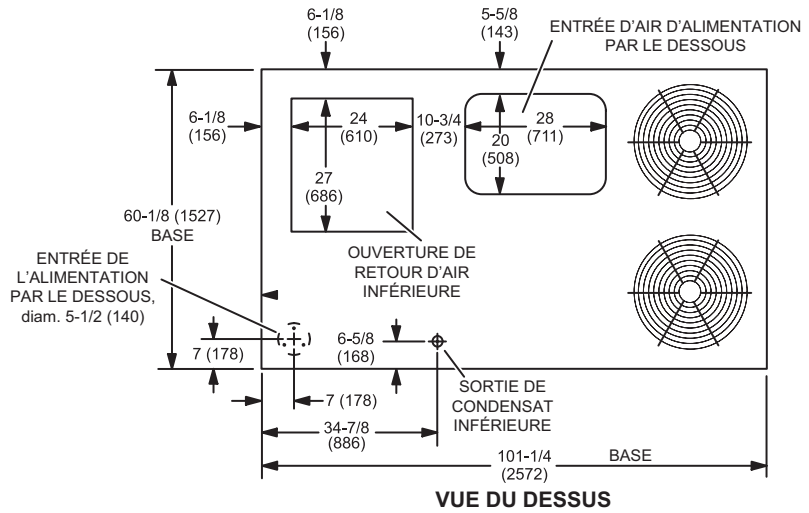 6-1/8
(156)
5-5/8
(143)
ENTRÉE D'AIR D'ALIMENTATION
PAR LE DESSOUS
6-1/8
(156)
24
(610)
10-3/4
(273)
28
(711)
20
(508)
27
(686)
60-1/8 (1527)
BASE
ENTRÉE DE
L'ALIMENTATION
PAR LE DESSOUS,
diam. 5-1/2 (140)
OUVERTURE DE
RETOUR D'AIR
INFÉRIEURE
7 (178)
6-5/8
(168)
7 (178)
SORTIE DE
CONDENSAT
INFÉRIEURE
34-7/8
(886)
101-1/4
(2572)
BASE
VUE DU DESSUS